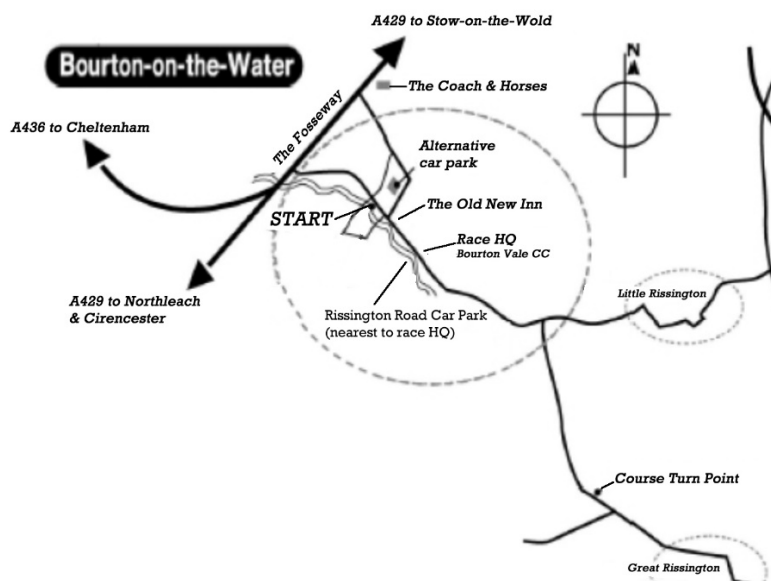 A429 to Stow-on-the-Wold
Bourton-on-the-Water
N
The Coach & Horses
A436 to Cheltenham
The Fosseway
Alternative
car park
The Old New Inn
START
Race HQ
Bourton Vale CC
A429 to Northleach
& Cirencester
Little Rissington
Rissington Road Car Park
(nearest to race HQ)
Course Turn Point
Great Rissington